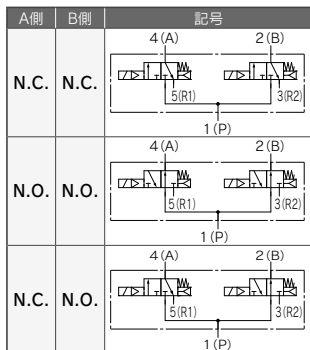 A側 B側 記号
4(A) 2(B)
N.C. N.C.
5(R1) 3(R2)
1(P)
4(A) 2(B)
N.O. N.O.
5(R1) 3(R2)
1(P)
4(A) 2(B)
N.C. N.O.
5(R1) 3(R2)
1(P)